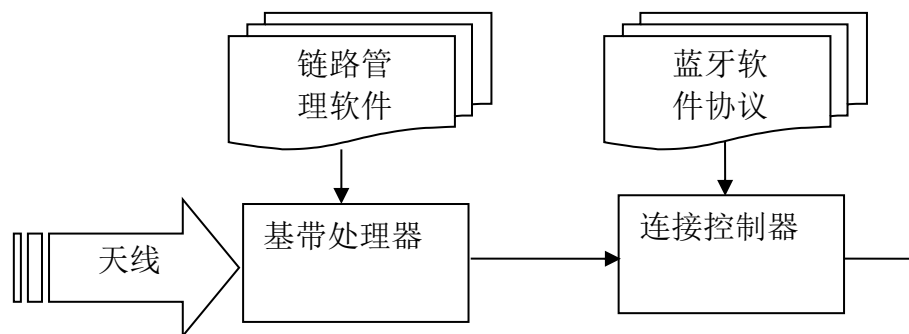 链路管
理软件
蓝牙软
件协议
天线
基带处理器
连接控制器